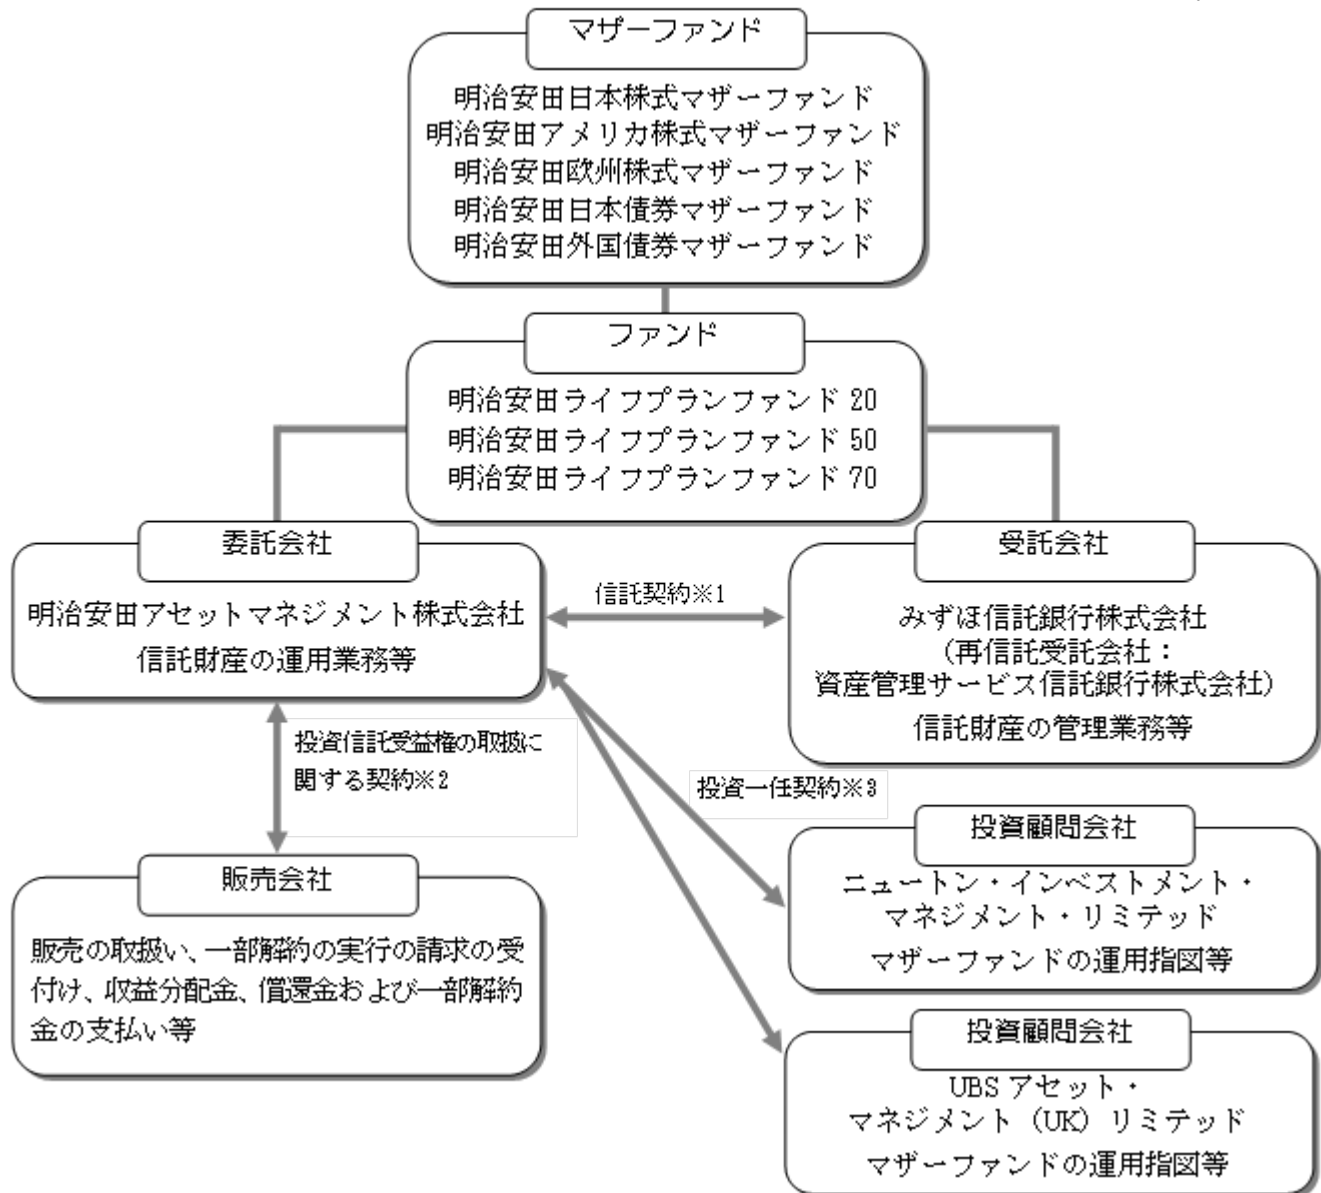 マザーファンド
明治安田日本株式マザーファンド
明治安田アメリカ株式マザーファンド
明治安田欧州株式マザーファンド
明治安田日本債券マザーファンド
明治安田外国債券マザーファンド
ファンド
明治安田ライフプランファンド 20
明治安田ライフプランファンド 50
明治安田ライフプランファンド 70
委託会社
明治安田アセットマネジメント株式会社
信託財産の運用業務等
信託契約※1
受託会社
みずほ信託銀行株式会社
(再信託受託会社：
資産管理サービス信託銀行株式会社)
信託財産の管理業務等
投資信託受益権の取扱に
関する契約※2
投資一任契約※3
販売会社
販売の取扱い、一部解約の実行の請求の受
付け、収益分配金、償還金および一部解約
金の支払い等
投資顧問会社
ニュートン・インベストメント・
マネジメント・リミテッド
マザーファンドの運用指図等
投資顧問会社
UBS アセット・
マネジメント (UK) リミテッド
マザーファンドの運用指図等